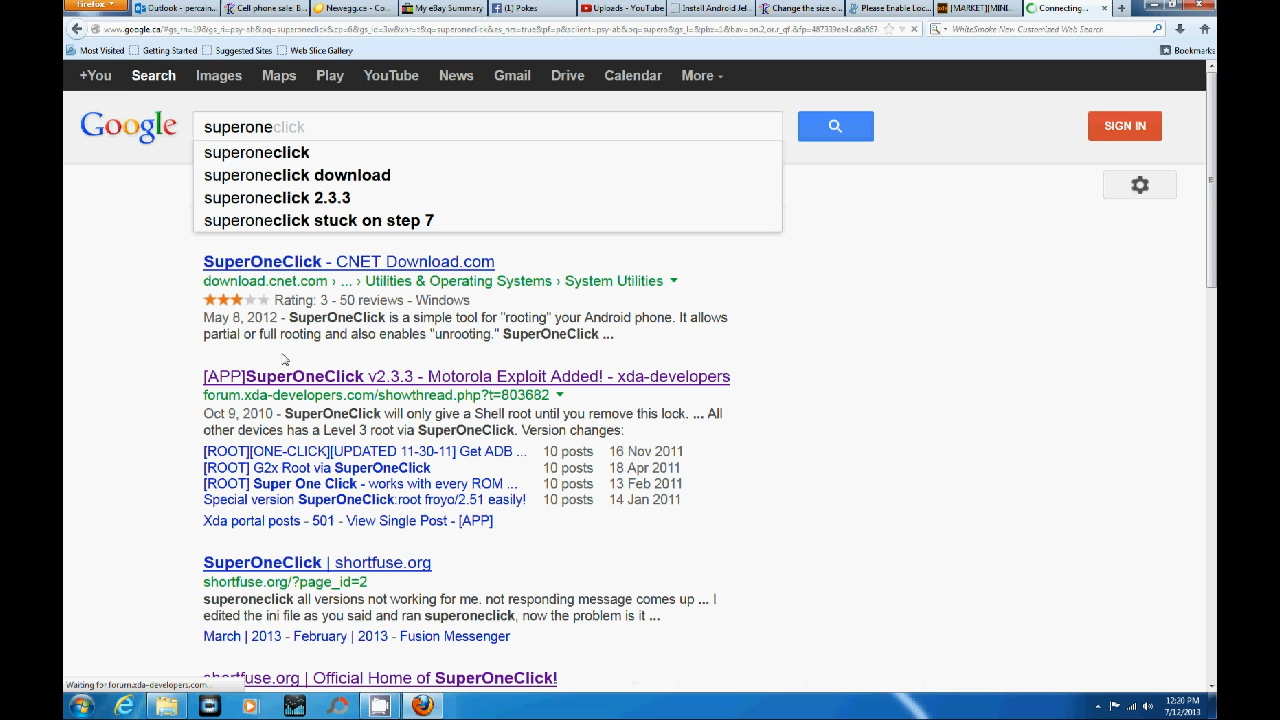 Firefox
Outlook - percain... Cell phone sale: B... Newegg.ca - Co... My eBay Summary (1) Pokes Uploads - YouTube Install Android Jel... Change the size o... Please Enable Loc... [MARKET][MINI... Connecting...
WhiteSmoke New Customized Web Search
Most Visited Getting Started Suggested Sites Web Slice Gallery Bookmarks
+You Search Images Maps Play YouTube News Gmail Drive Calendar More
Google superoneclick SIGN IN
superoneclick
superoneclick download
superoneclick 2.3.3
superoneclick stuck on step 7
SuperOneClick - CNET Download.com
download.cnet.com › ... › Utilities & Operating Systems › System Utilities
Rating: 3 - 50 reviews - Windows
May 8, 2012 - SuperOneClick is a simple tool for "rooting" your Android phone. It allows
partial or full rooting and also enables "unrooting." SuperOneClick ...
[APP]SuperOneClick v2.3.3 - Motorola Exploit Added! - xda-developers
forum.xda-developers.com/showthread.php?t=803682
Oct 9, 2010 - SuperOneClick will only give a Shell root until you remove this lock. ... All
other devices has a Level 3 root via SuperOneClick. Version changes:
[ROOT][ONE-CLICK][UPDATED 11-30-11] Get ADB ... 10 posts 16 Nov 2011
[ROOT] G2x Root via SuperOneClick 10 posts 18 Apr 2011
[ROOT] Super One Click - works with every ROM ... 10 posts 13 Feb 2011
Special version SuperOneClick:root froyo/2.51 easily! 10 posts 14 Jan 2011
Xda portal posts - 501 - View Single Post - [APP]
SuperOneClick | shortfuse.org
shortfuse.org/?page_id=2
superoneclick all versions not working for me. not responding message comes up ... I
edited the ini file as you said and ran superoneclick, now the problem is it ...
March | 2013 - February | 2013 - Fusion Messenger
shortfuse.org | Official Home of SuperOneClick!
Waiting for forum.xda-developers.com...
12:20 PM
7/12/2013